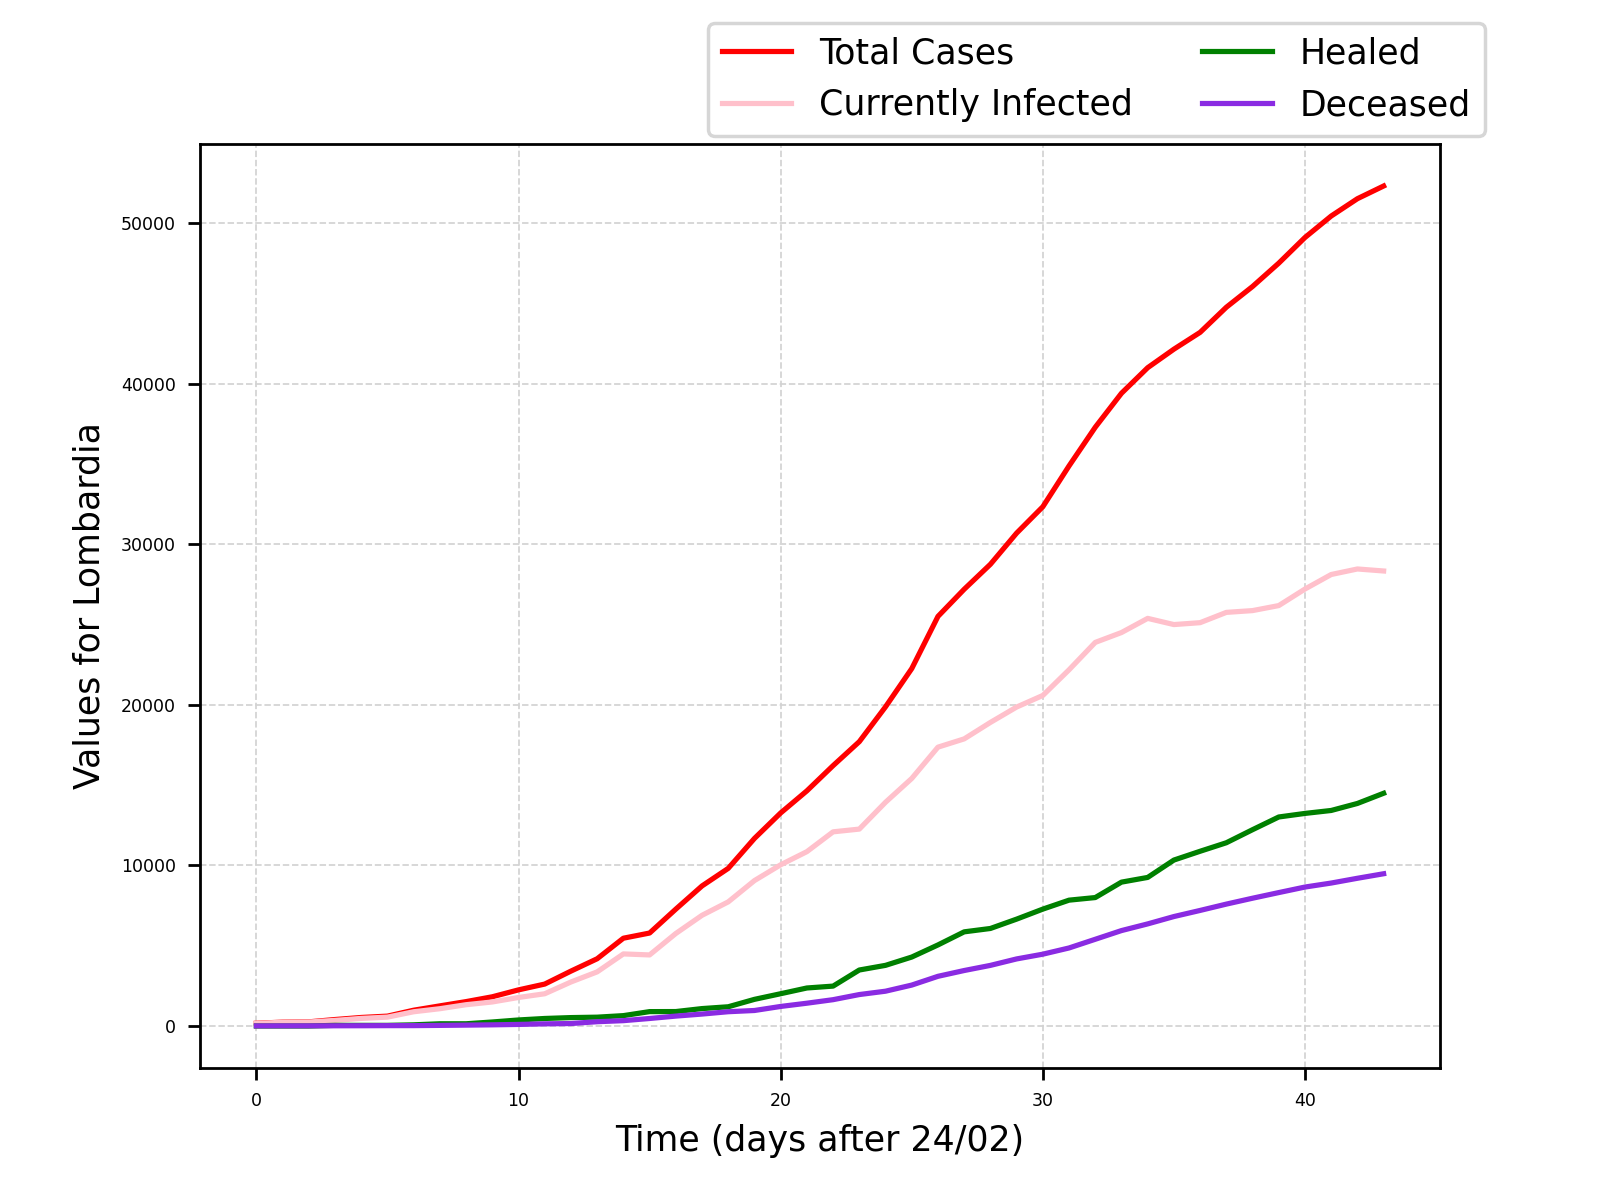 Total Cases
Healed
Currently Infected
Deceased
50000
40000
30000
20000
10000
0
Values for Lombardia
0 10 20 30 40
Time (days after 24/02)